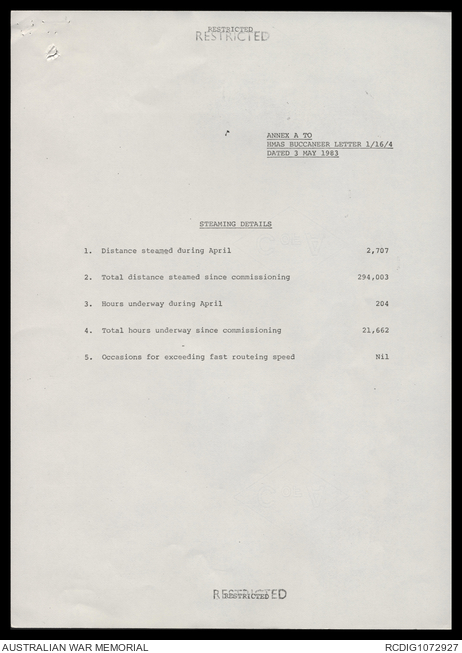 RESTRICTED
RESTRICTED
ANNEX A TO
HMAS BUCCANEER LETTER 1/16/4
DATED 3 MAY 1983
STEAMING DETAILS
1. Distance steamed during April 2,707
2. Total distance steamed since commissioning 294,003
3. Hours underway during April 204
4. Total hours underway since commissioning 21,662
5. Occasions for exceeding fast routeing speed Nil
RESTRICTED
RESTRICTED
AUSTRALIAN WAR MEMORIAL RCDIG1072927